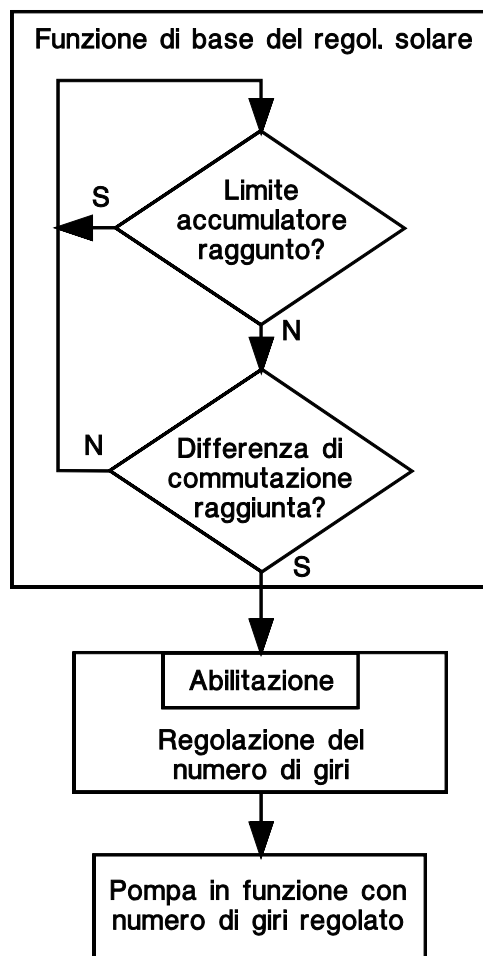 Funzione di base del regol. solare
S
Limite
accumulatore
raggunto?
N
N
Differenza di
commutazione
raggiunta?
S
Abilitazione
Regolazione del
numero di giri
Pompa in funzione con
numero di giri regolato